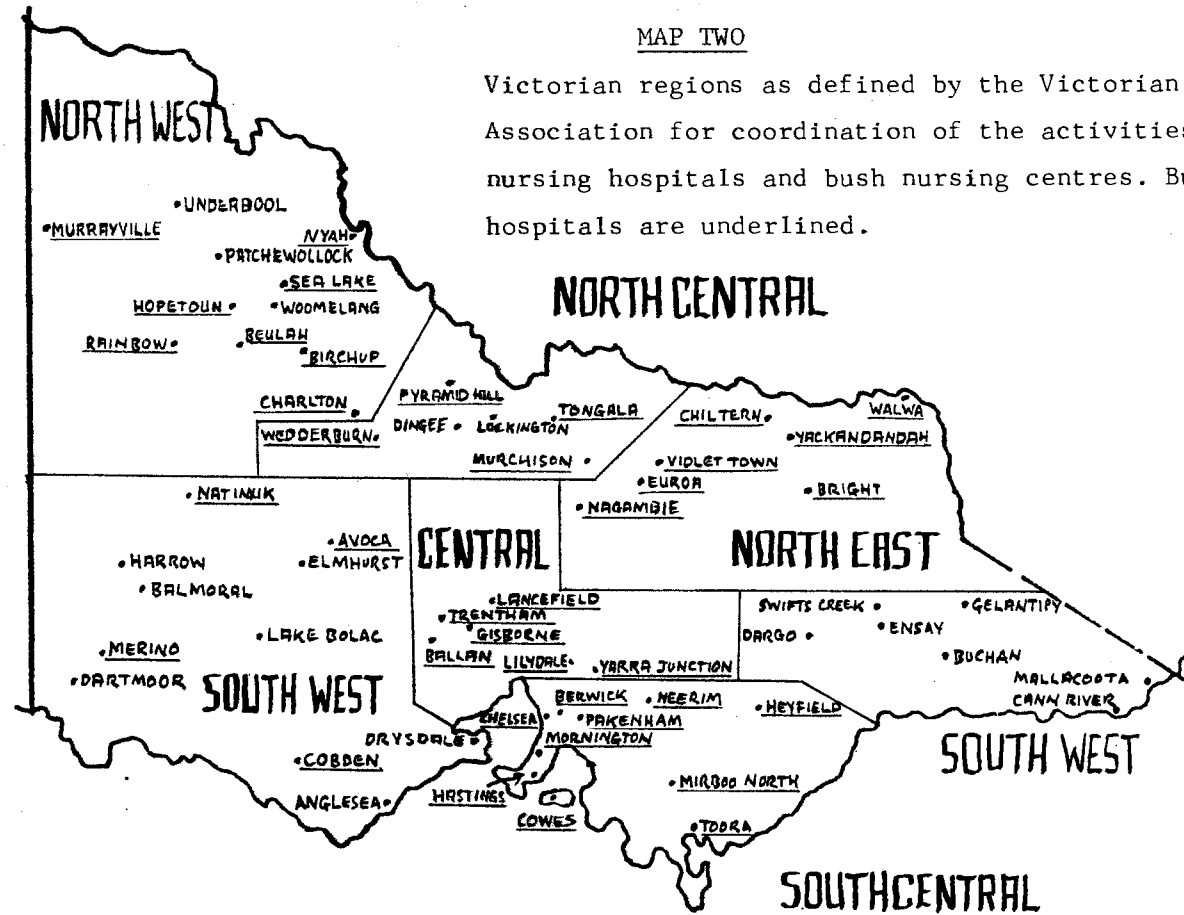 MAP TWO
Victorian regions as defined by the Victorian
Association for coordination of the activities
nursing hospitals and bush nursing centres. Bu
hospitals are underlined.
NORTH WEST
UNDERBOOL
MURRAYVILLE
NYAH
PATCHEWOLLOCK
SEA LAKE
HOPETOUN
WOOMELANG
RAINBOW
BEULAH
BIRCHUP
CHARLTON
WEDDERBURN
NORTH CENTRAL
PYRAMID HILL
DINGEE
LOCKINGTON
TONGALA
MURCHISON
CHILTERN
WALWA
YACKANDANDAH
VIOLET TOWN
EUROA
BRIGHT
NAGAMBIE
NORTH EAST
NATIMUK
AVOCA
HARROW
ELMHURST
BALMORAL
LAKE BOLAC
MERINO
DARTMOOR
SOUTH WEST
DRYSDALE
COBDEN
ANGLESEA
CENTRAL
LANCEFIELD
TRENTHAM
GISBORNE
BALLAN
LILYDALE
YARRA JUNCTION
SWIFTS CREEK
GELANTIPY
DARGO
ENSAY
BUCHAN
MALLACOOTA
CANN RIVER
SOUTH WEST
BERWICK
NEERIM
HEYFIELD
CHELSEA
PAKENHAM
MORNINGTON
HASTINGS
COWES
MIRBOO NORTH
TOORA
SOUTHCENTRAL